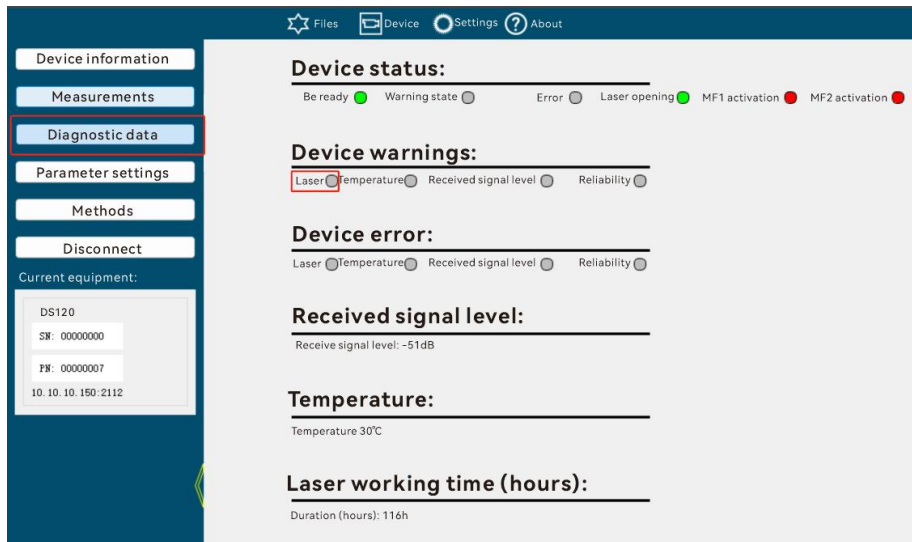 Files Device Settings ? About
Device information
Measurements
Diagnostic data
Parameter settings
Methods
Disconnect
Current equipment:
DS120
SN: 00000000
PN: 00000007
10.10.10.150:2112
Device status:
Be ready Warning state Error Laser opening MF1 activation MF2 activation
Device warnings:
Laser Temperature Received signal level Reliability
Device error:
Laser Temperature Received signal level Reliability
Received signal level:
Receive signal level: -51dB
Temperature:
Temperature 30℃
Laser working time (hours):
Duration (hours): 116h